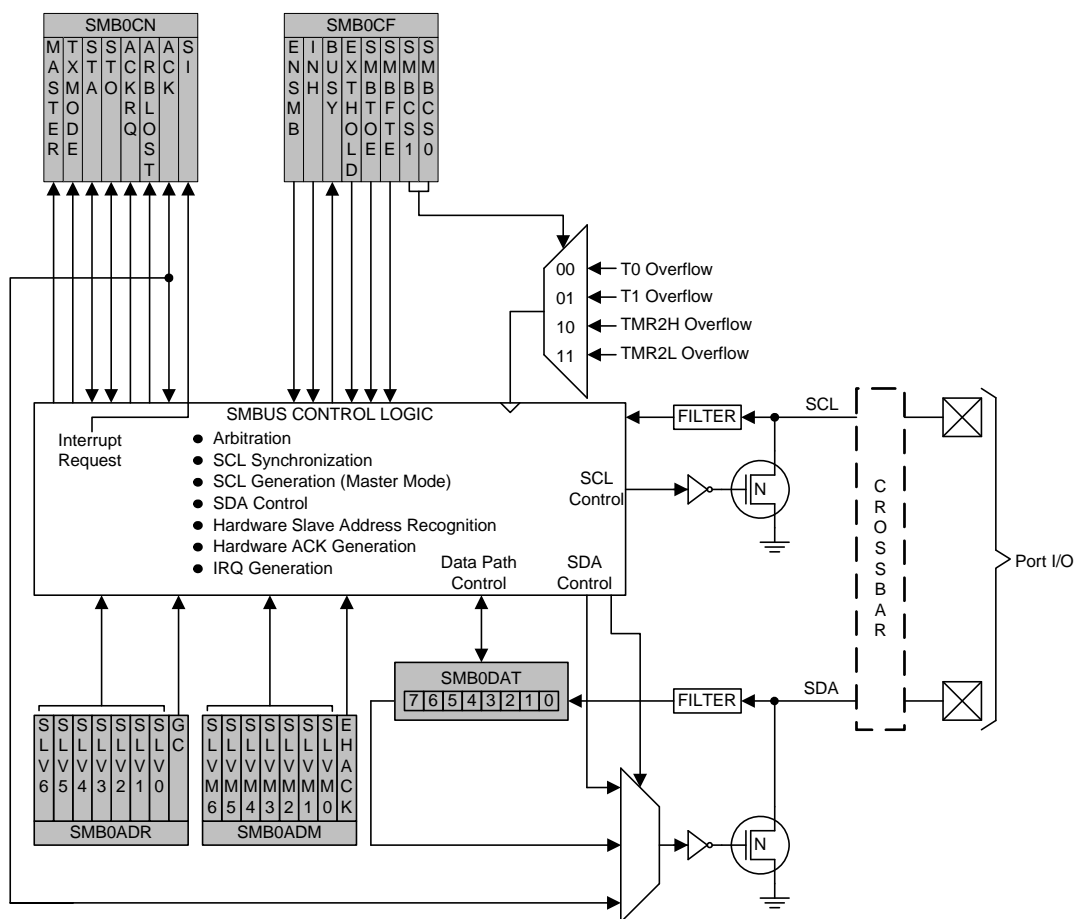 SMB0CN
MASTER
TXMODE
STA
STO
ACKRQ
ARBLOST
ACK
SI
SMB0CF
ENSMB
INH
BUSY
EXTHOLD
SMBTOE
SMBFTE
SMBCS1
SMBCS0
00
T0 Overflow
01
T1 Overflow
10
TMR2H Overflow
11
TMR2L Overflow
SMBUS CONTROL LOGIC
Interrupt
Request
● Arbitration
● SCL Synchronization
● SCL Generation (Master Mode)
● SDA Control
● Hardware Slave Address Recognition
● Hardware ACK Generation
● IRQ Generation
Data Path
Control
SDA
Control
SCL
Control
FILTER
SCL
N
CROSSBAR
Port I/O
SMB0DAT
7 6 5 4 3 2 1 0
FILTER
SDA
N
SLV6
SLV5
SLV4
SLV3
SLV2
SLV1
SLV0
GC
SMB0ADR
SLVM6
SLVM5
SLVM4
SLVM3
SLVM2
SLVM1
SLVM0
EHACK
SMB0ADM